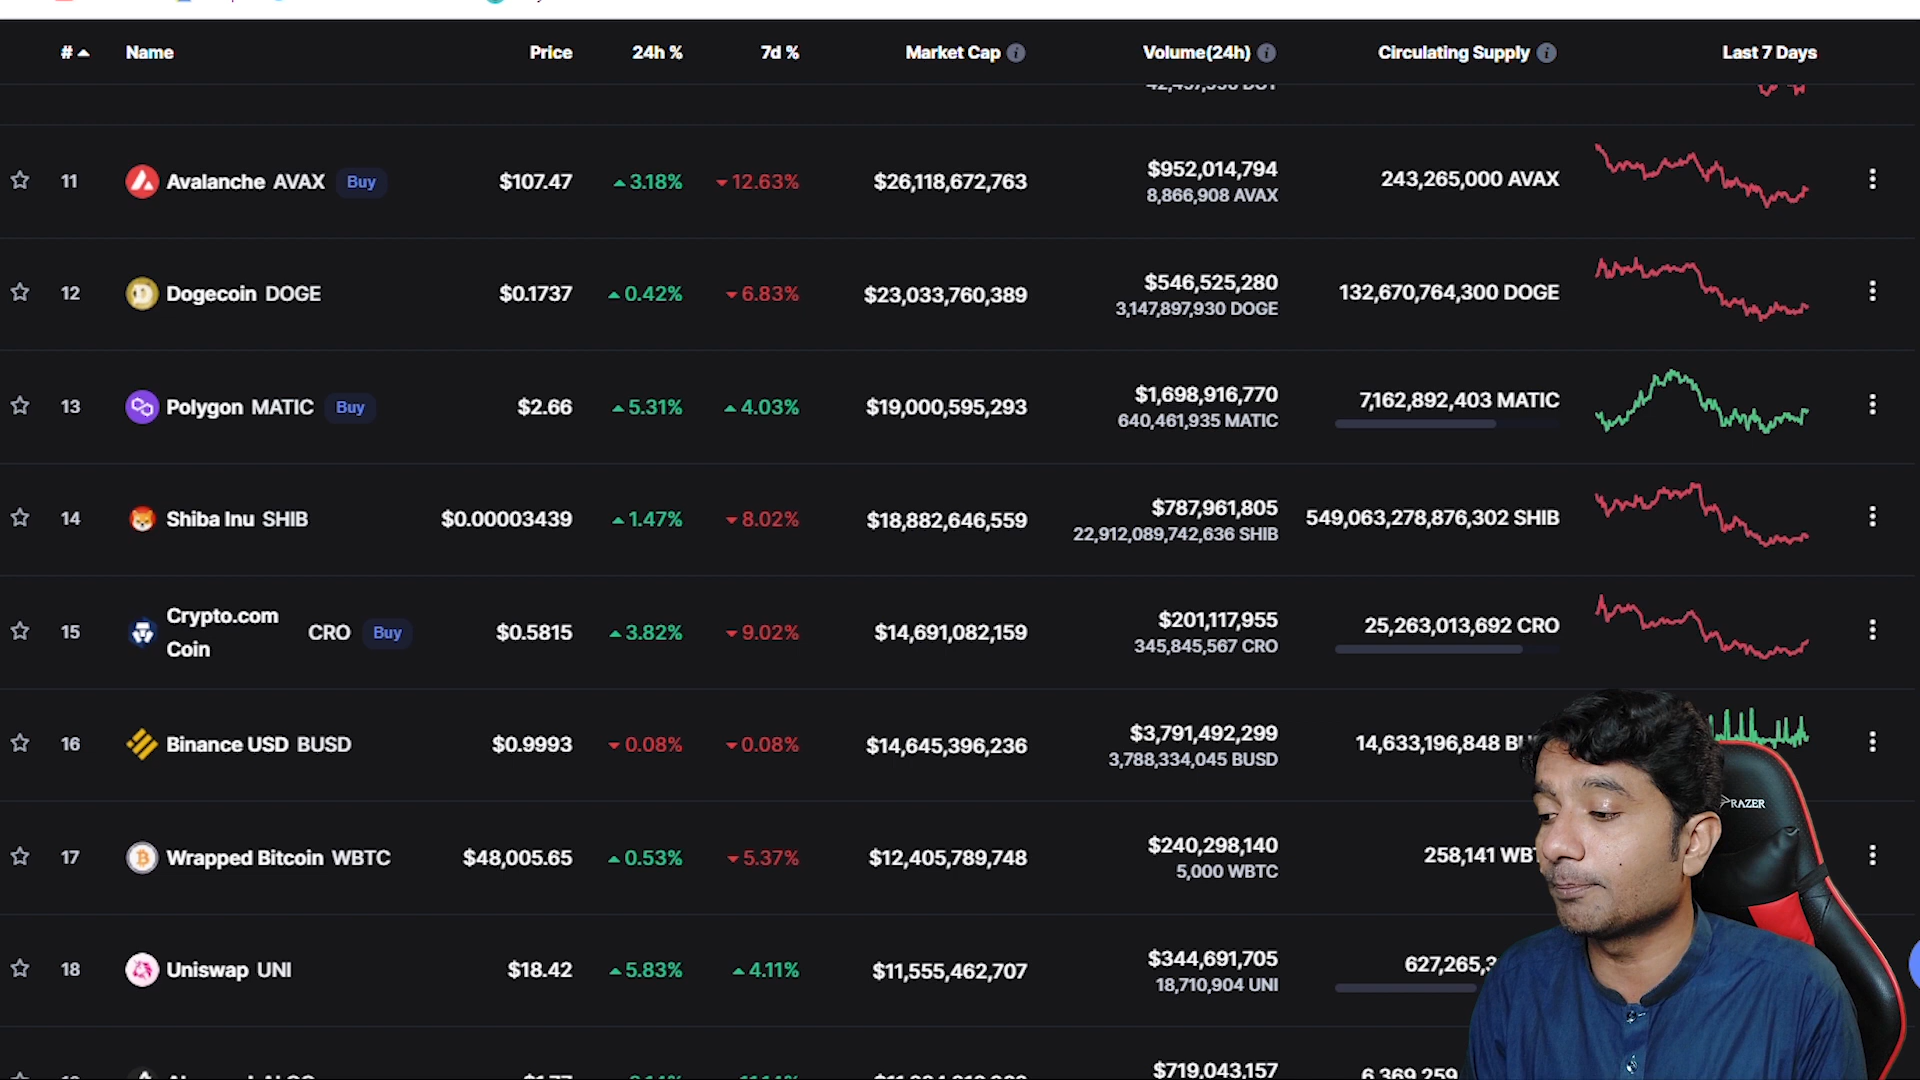 # Name Price 24h % 7d % Market Cap Volume(24h) Circulating Supply Last 7 Days
11 Avalanche AVAX Buy $107.47 3.18% 12.63% $26,118,672,763 $952,014,794 243,265,000 AVAX
8,866,908 AVAX
12 Dogecoin DOGE $0.1737 0.42% 6.83% $23,033,760,389 $546,525,280 132,670,764,300 DOGE
3,147,897,930 DOGE
13 Polygon MATIC Buy $2.66 5.31% 4.03% $19,000,595,293 $1,698,916,770 7,162,892,403 MATIC
640,461,935 MATIC
14 Shiba Inu SHIB $0.00003439 1.47% 8.02% $18,882,646,559 $787,961,805 549,063,278,876,302 SHIB
22,912,089,742,636 SHIB
15 Crypto.com Coin CRO Buy $0.5815 3.82% 9.02% $14,691,082,159 $201,117,955 25,263,013,692 CRO
345,845,567 CRO
16 Binance USD BUSD $0.9993 0.08% 0.08% $14,645,396,236 $3,791,492,299 14,633,196,848
3,788,334,045 BUSD
17 Wrapped Bitcoin WBTC $48,005.65 0.53% 5.37% $12,405,789,748 $240,298,140 258,141
5,000 WBTC
18 Uniswap UNI $18.42 5.83% 4.11% $11,555,462,707 $344,691,705 627,265,3
18,710,904 UNI
$719,043,157 6,369,259
RAZER